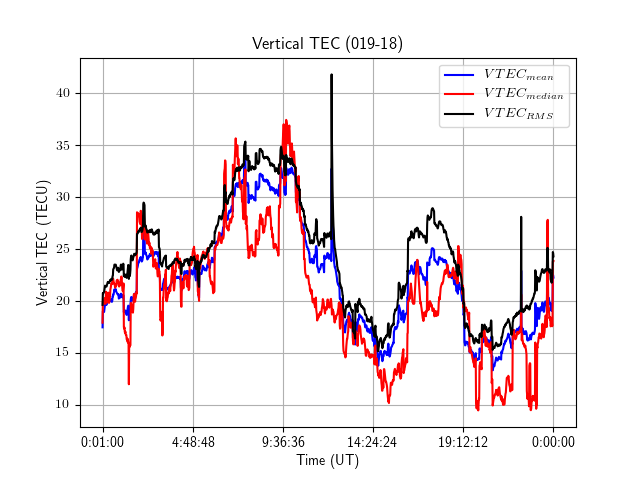 Vertical TEC (019-18)
VTEC_mean
VTEC_median
VTEC_RMS
Vertical TEC (TECU)
40
35
30
25
20
15
10
0:01:00 4:48:48 9:36:36 14:24:24 19:12:12 0:00:00
Time (UT)